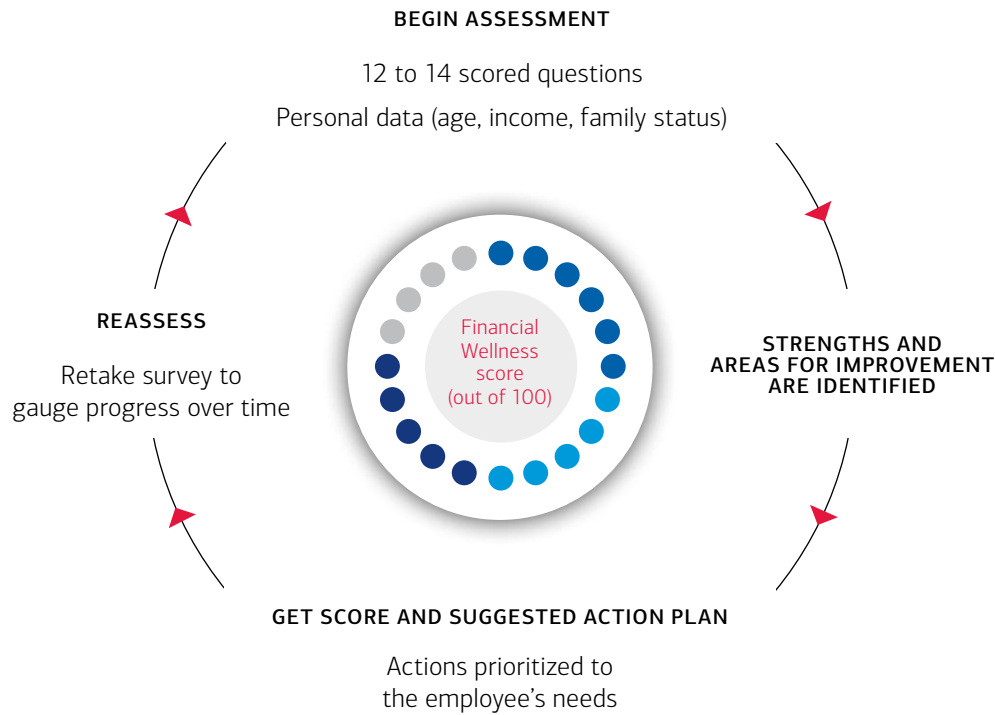 BEGIN ASSESSMENT
12 to 14 scored questions
Personal data (age, income, family status)
STRENGTHS AND
AREAS FOR IMPROVEMENT
ARE IDENTIFIED
GET SCORE AND SUGGESTED ACTION PLAN
Actions prioritized to
the employee’s needs
REASSESS
Retake survey to
gauge progress over time
Financial
Wellness
score
(out of 100)